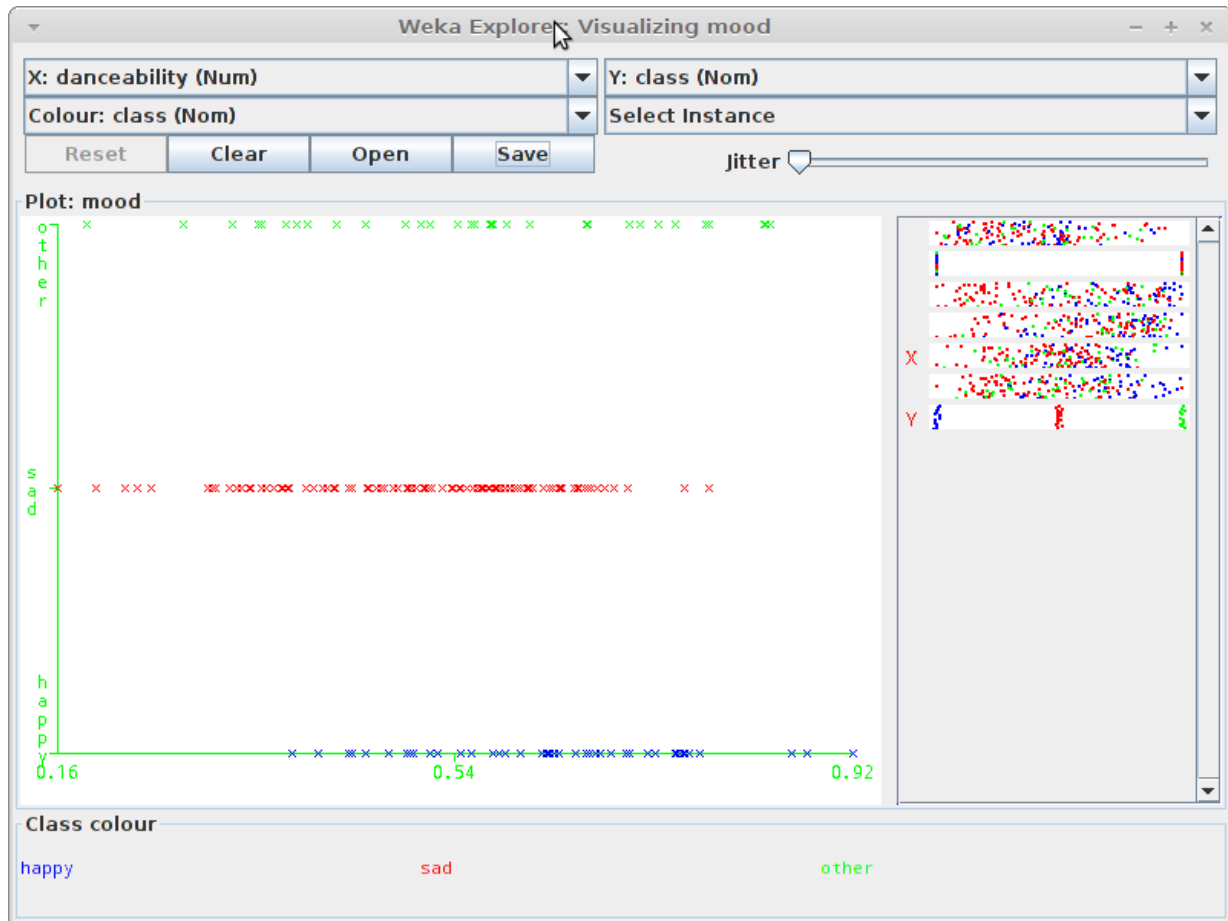 Weka Explorer: Visualizing mood
X: danceability (Num)
Y: class (Nom)
Colour: class (Nom)
Select Instance
Reset
Clear
Open
Save
Jitter
Plot: mood
other
sad
happy
0.16
0.54
0.92
X
Y
Class colour
happy
sad
other